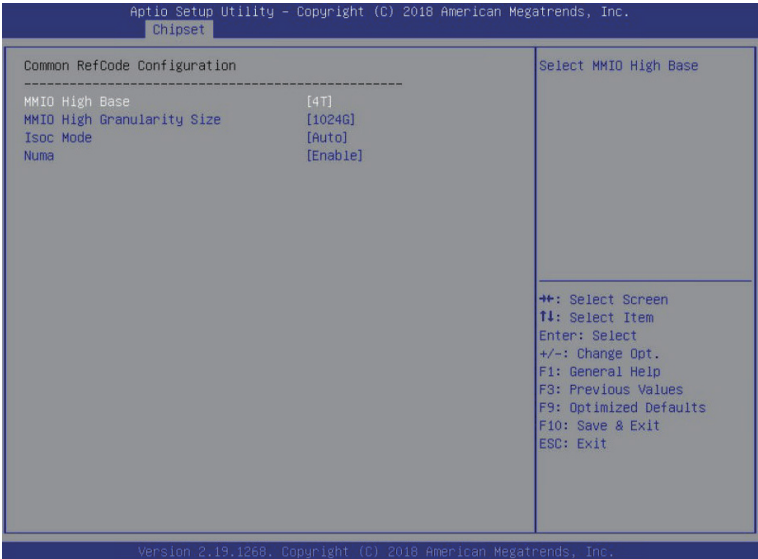 Aptio Setup Utility – Copyright (C) 2018 American Megatrends, Inc.
Chipset
Common RefCode Configuration
Select MMIO High Base
--------------------------------------------------
MMIO High Base [4T]
MMIO High Granularity Size [1024G]
Isoc Mode [Auto]
Numa [Enable]
→←: Select Screen
↑↓: Select Item
Enter: Select
+/-: Change Opt.
F1: General Help
F3: Previous Values
F9: Optimized Defaults
F10: Save & Exit
ESC: Exit
Version 2.19.1268. Copyright (C) 2018 American Megatrends, Inc.